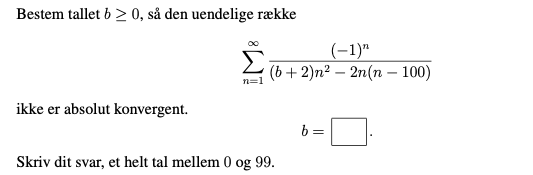 Bestem tallet b ≥ 0, så den uendelige række
∞
∑ (−1)ⁿ / ((b + 2)n² − 2n(n − 100))
n=1
ikke er absolut konvergent.
b = .
Skriv dit svar, et helt tal mellem 0 og 99.